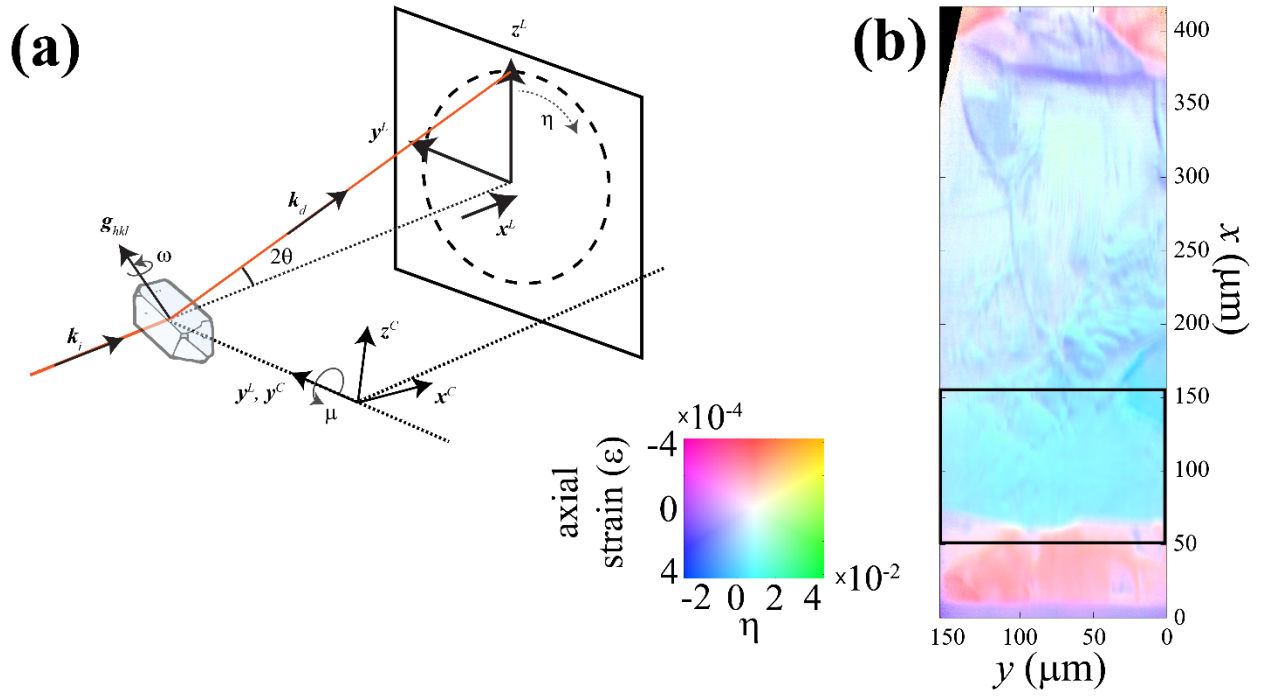 (a)
z^L
η
y^L
k_d
x^L
g_hkl
ω
2θ
k_i
z^C
y^L, y^C
x^C
μ
×10^-4
-4
0
4
axial
strain (ε)
-2 0 2 4
×10^-2
η
(b)
400
350
300
250
200
150
100
50
0
x (μm)
150 100 50 0
y (μm)